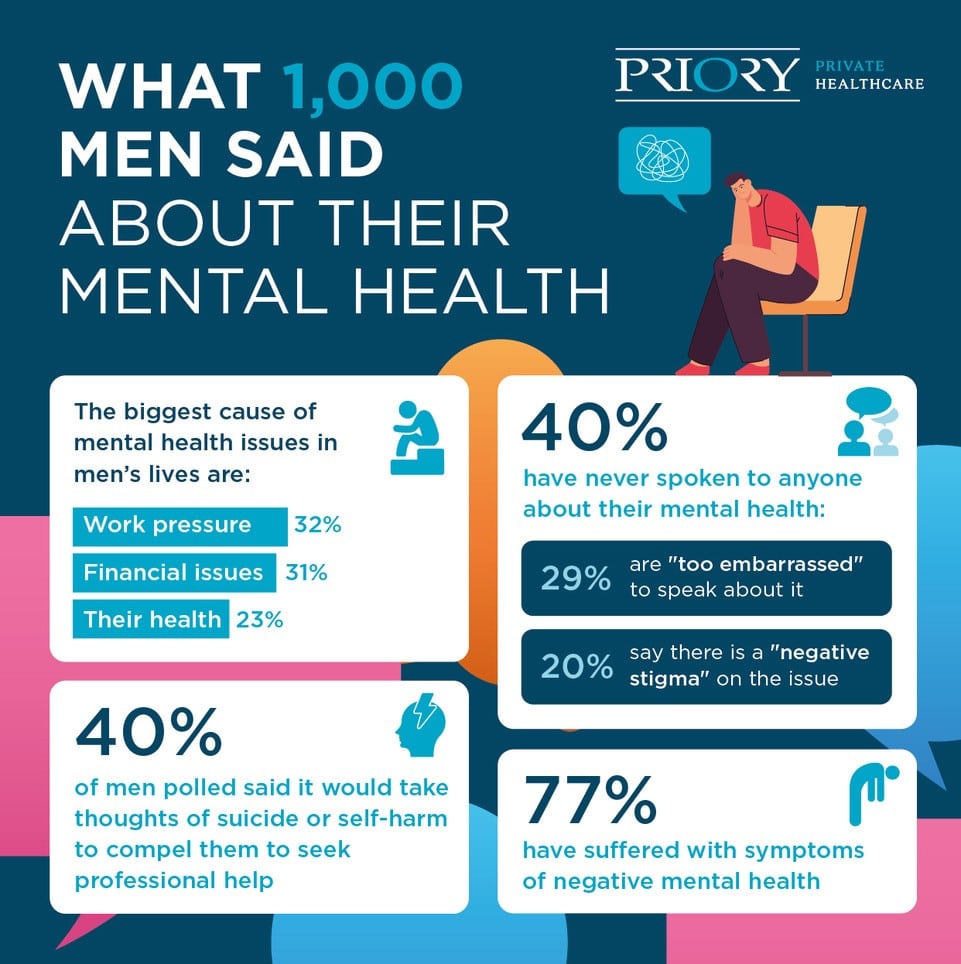 WHAT 1,000
MEN SAID
ABOUT THEIR
MENTAL HEALTH
PRIORY
PRIVATE
HEALTHCARE
The biggest cause of
mental health issues in
men’s lives are:
Work pressure 32%
Financial issues 31%
Their health 23%
40%
have never spoken to anyone
about their mental health:
29% are "too embarrassed"
to speak about it
20% say there is a "negative
stigma" on the issue
40%
of men polled said it would take
thoughts of suicide or self-harm
to compel them to seek
professional help
77%
have suffered with symptoms
of negative mental health